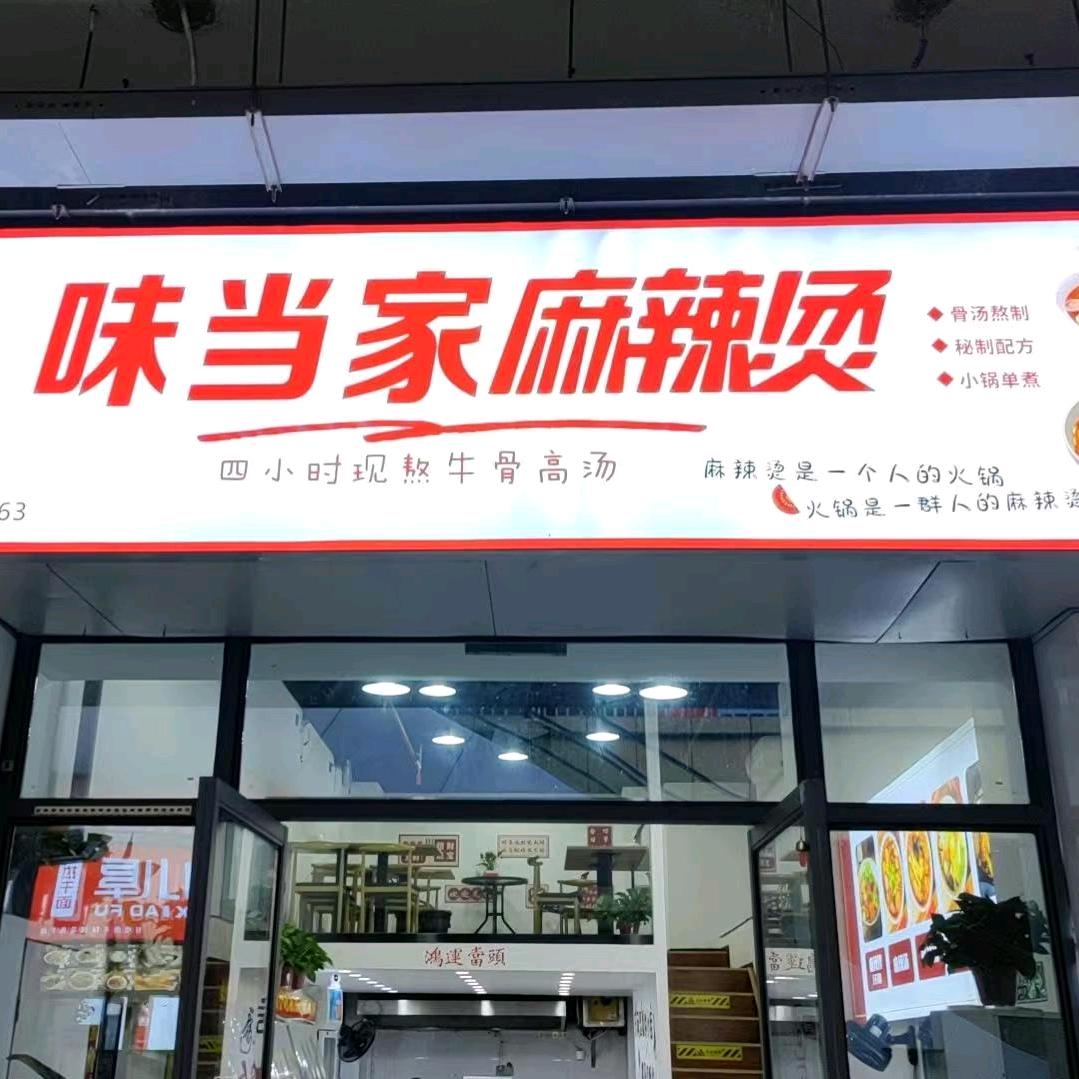 味当家麻辣烫
骨汤熬制
秘制配方
小锅单煮
四小时现熬牛骨高汤
麻辣烫是一个人的火锅
火锅是一群人的麻辣烫
63
鸿運當頭